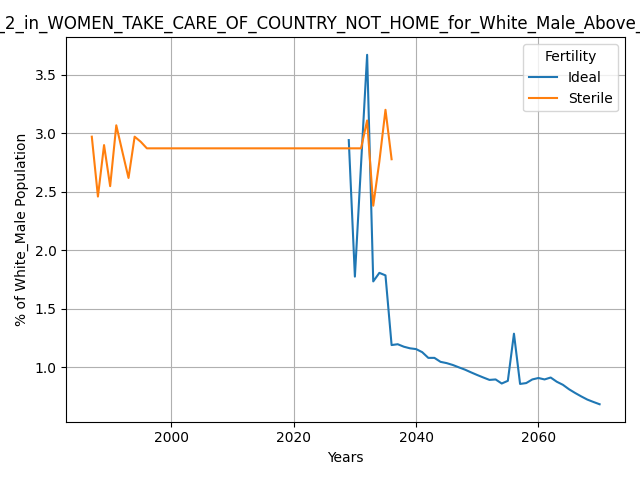 _2_in_WOMEN_TAKE_CARE_OF_COUNTRY_NOT_HOME_for_White_Male_Above_
Fertility
Ideal
Sterile
3.5
3.0
2.5
2.0
1.5
1.0
% of White_Male Population
2000 2020 2040 2060
Years